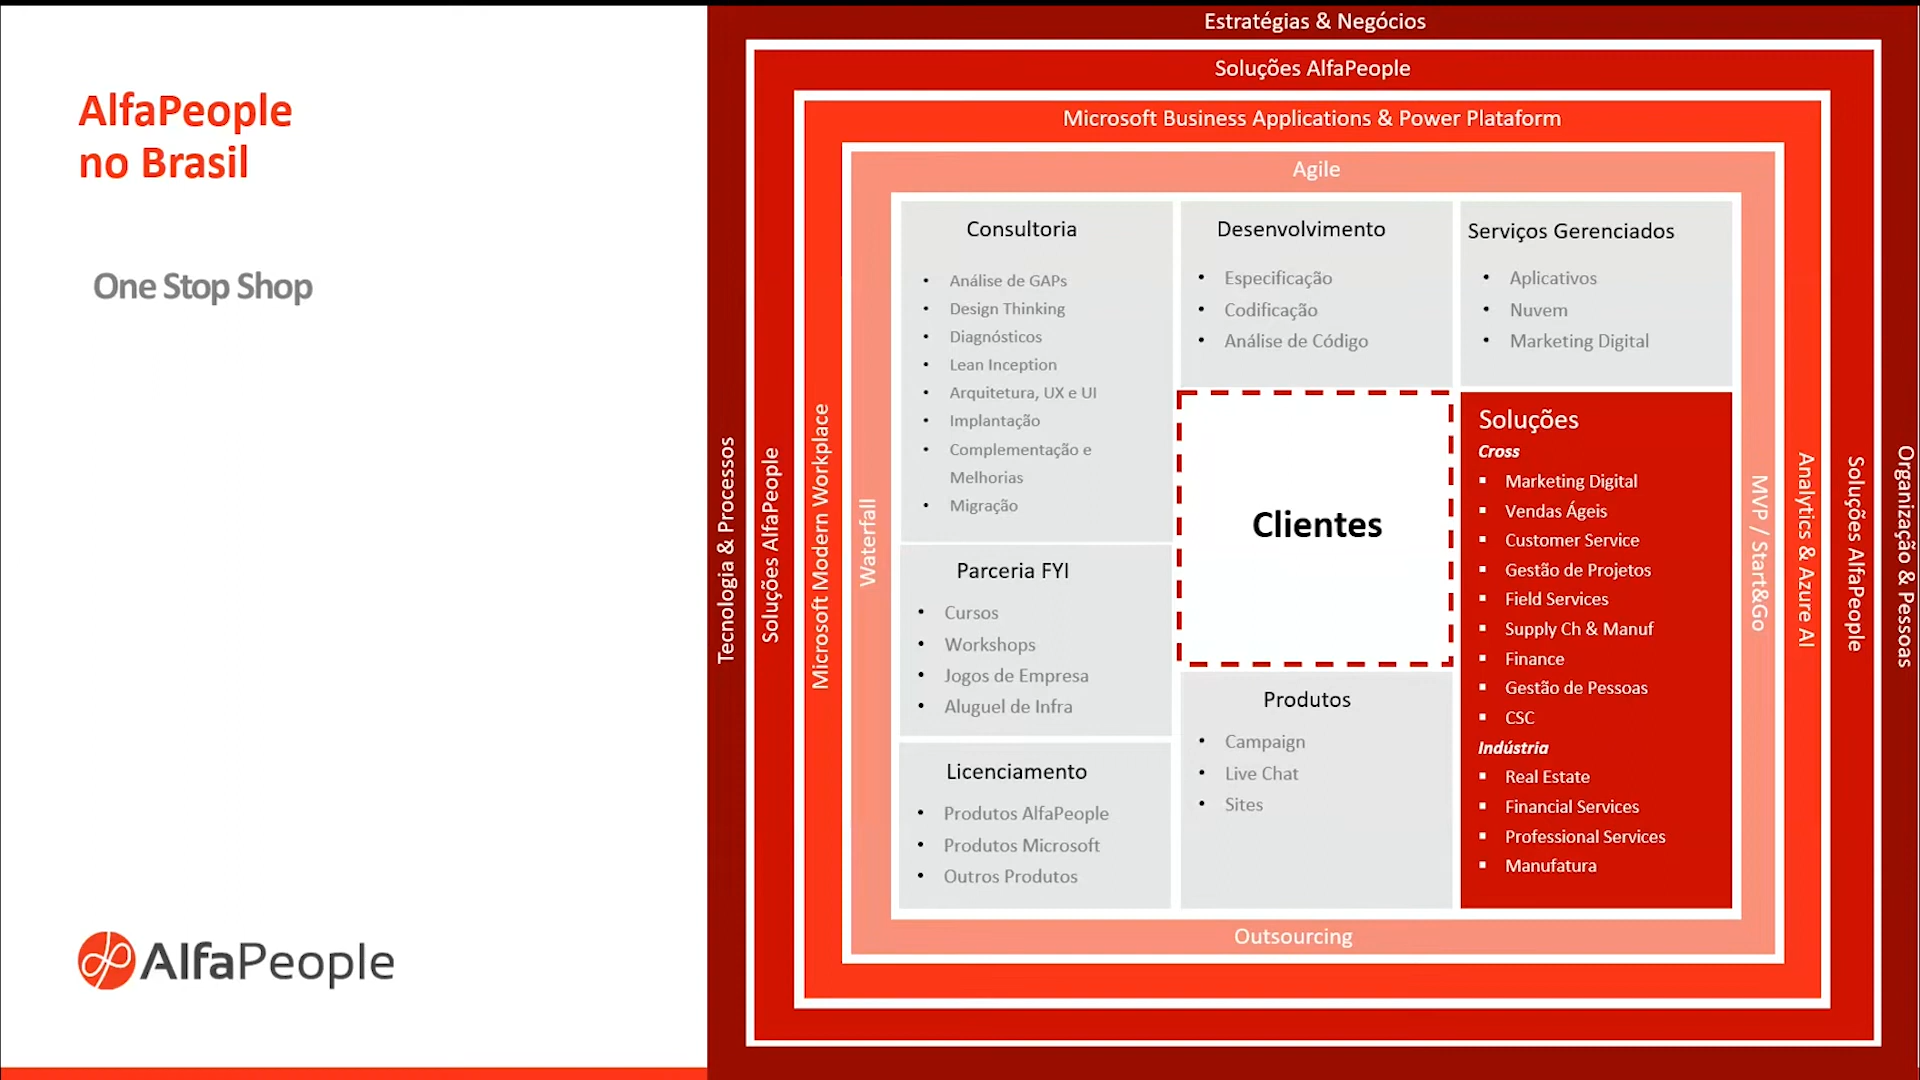 AlfaPeople
no Brasil
One Stop Shop
AlfaPeople
Estratégias & Negócios
Soluções AlfaPeople
Microsoft Business Applications & Power Plataform
Agile
Tecnologia & Processos
Soluções AlfaPeople
Microsoft Modern Workplace
Waterfall
Consultoria
Análise de GAPs
Design Thinking
Diagnósticos
Lean Inception
Arquitetura, UX e UI
Implantação
Complementação e
Melhorias
Migração
Parceria FYI
Cursos
Workshops
Jogos de Empresa
Aluguel de Infra
Licenciamento
Produtos AlfaPeople
Produtos Microsoft
Outros Produtos
Desenvolvimento
Especificação
Codificação
Análise de Código
Clientes
Produtos
Campaign
Live Chat
Sites
Serviços Gerenciados
Aplicativos
Nuvem
Marketing Digital
Soluções
Cross
Marketing Digital
Vendas Ágeis
Customer Service
Gestão de Projetos
Field Services
Supply Ch & Manuf
Finance
Gestão de Pessoas
CSC
Indústria
Real Estate
Financial Services
Professional Services
Manufatura
MVP / Start&Go
Analytics & Azure AI
Soluções AlfaPeople
Organização & Pessoas
Outsourcing